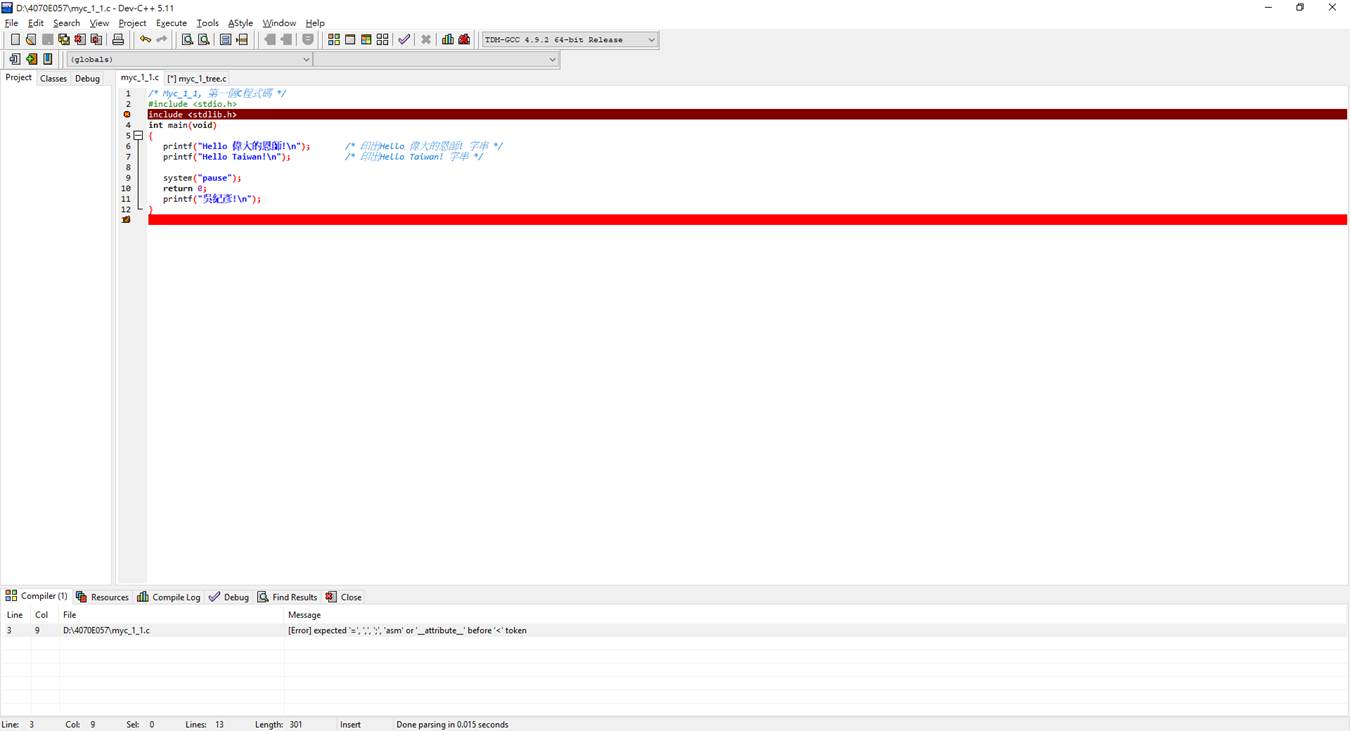 D:\4070E057\myc_1_1.c - Dev-C++ 5.11
File Edit Search View Project Execute Tools AStyle Window Help
TDM-GCC 4.9.2 64-bit Release
(globals)
Project Classes Debug myc_1_1.c [*] myc_1_tree.c
1 /* Myc_1_1, 第一個C程式碼 */
2 #include <stdio.h>
include <stdlib.h>
4 int main(void)
5 {
6 printf("Hello 偉大的恩師!\n"); /* 印出Hello 偉大的恩師! 字串 */
7 printf("Hello Taiwan!\n"); /* 印出Hello Taiwan! 字串 */
8
9 system("pause");
10 return 0;
11 printf("吳紀彥!\n");
12 }
Compiler (1) Resources Compile Log Debug Find Results Close
Line Col File Message
3 9 D:\4070E057\myc_1_1.c [Error] expected '=', ',', ';', 'asm' or '__attribute__' before '<' token
Line: 3 Col: 9 Sel: 0 Lines: 13 Length: 301 Insert Done parsing in 0.015 seconds